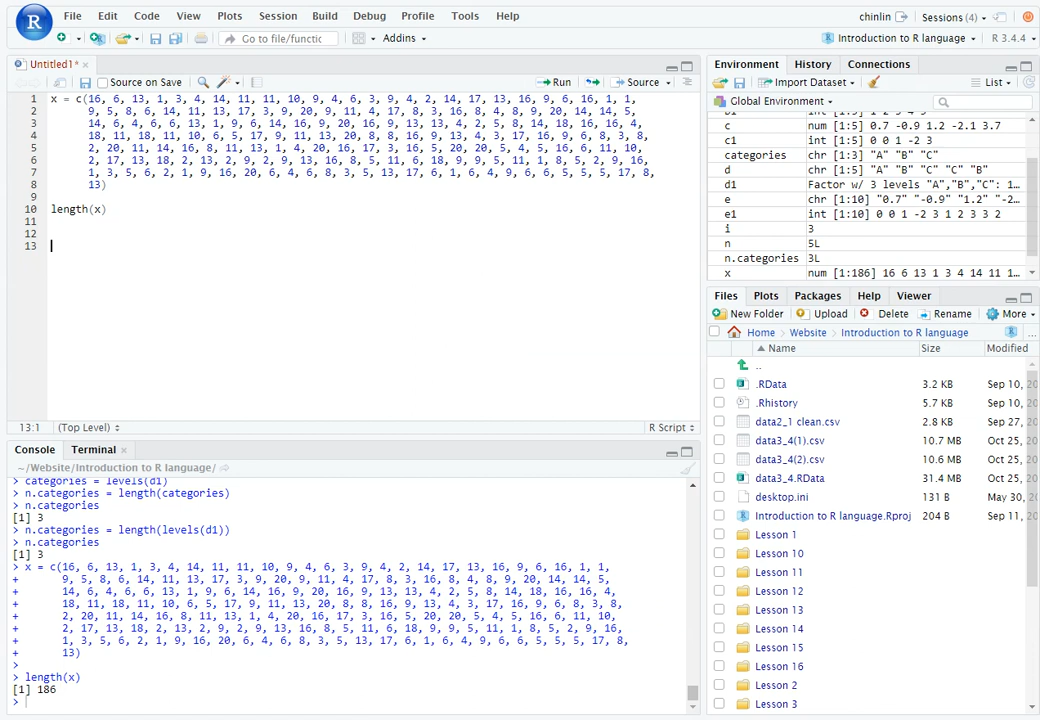 File Edit Code View Plots Session Build Debug Profile Tools Help
chinlin Sessions (4)
Go to file/functic Addins
Introduction to R language R 3.4.4
Untitled1*
Source on Save Run Source
1 x = c(16, 6, 13, 1, 3, 4, 14, 11, 11, 10, 9, 4, 6, 3, 9, 4, 2, 14, 17, 13, 16, 9, 6, 16, 1, 1,
2 9, 5, 8, 6, 14, 11, 13, 17, 3, 9, 20, 9, 11, 4, 17, 8, 3, 16, 8, 4, 8, 9, 20, 14, 14, 5,
3 14, 6, 4, 6, 6, 13, 1, 9, 6, 14, 16, 9, 20, 16, 9, 13, 13, 4, 2, 5, 8, 14, 18, 16, 16, 4,
4 18, 11, 18, 11, 10, 6, 5, 17, 9, 11, 13, 20, 8, 8, 16, 9, 13, 4, 3, 17, 16, 9, 6, 8, 3, 8,
5 2, 20, 11, 14, 16, 8, 11, 13, 1, 4, 20, 16, 17, 3, 16, 5, 20, 20, 5, 4, 5, 16, 6, 11, 10,
6 2, 17, 13, 18, 2, 13, 2, 9, 2, 9, 13, 16, 8, 5, 11, 6, 18, 9, 9, 5, 11, 1, 8, 5, 2, 9, 16,
7 1, 3, 5, 6, 2, 1, 9, 16, 20, 6, 4, 6, 8, 3, 5, 13, 17, 6, 1, 6, 4, 9, 6, 6, 5, 5, 5, 17, 8,
8 13)
9
10 length(x)
11
12
13
13:1 (Top Level) R Script
Console Terminal
~/Website/Introduction to R language/
> categories = levels(d1)
> n.categories = length(categories)
> n.categories
[1] 3
> n.categories = length(levels(d1))
> n.categories
[1] 3
> x = c(16, 6, 13, 1, 3, 4, 14, 11, 11, 10, 9, 4, 6, 3, 9, 4, 2, 14, 17, 13, 16, 9, 6, 16, 1, 1,
+ 9, 5, 8, 6, 14, 11, 13, 17, 3, 9, 20, 9, 11, 4, 17, 8, 3, 16, 8, 4, 8, 9, 20, 14, 14, 5,
+ 14, 6, 4, 6, 6, 13, 1, 9, 6, 14, 16, 9, 20, 16, 9, 13, 13, 4, 2, 5, 8, 14, 18, 16, 16, 4,
+ 18, 11, 18, 11, 10, 6, 5, 17, 9, 11, 13, 20, 8, 8, 16, 9, 13, 4, 3, 17, 16, 9, 6, 8, 3, 8,
+ 2, 20, 11, 14, 16, 8, 11, 13, 1, 4, 20, 16, 17, 3, 16, 5, 20, 20, 5, 4, 5, 16, 6, 11, 10,
+ 2, 17, 13, 18, 2, 13, 2, 9, 2, 9, 13, 16, 8, 5, 11, 6, 18, 9, 9, 5, 11, 1, 8, 5, 2, 9, 16,
+ 1, 3, 5, 6, 2, 1, 9, 16, 20, 6, 4, 6, 8, 3, 5, 13, 17, 6, 1, 6, 4, 9, 6, 6, 5, 5, 5, 17, 8,
+ 13)
>
> length(x)
[1] 186
>
Environment History Connections
Import Dataset List
Global Environment
c num [1:5] 0.7 -0.9 1.2 -2.1 3.7
c1 int [1:5] 0 0 1 -2 3
categories chr [1:3] "A" "B" "C"
d chr [1:5] "A" "B" "C" "C" "B"
d1 Factor w/ 3 levels "A","B","C": 1…
e chr [1:10] "0.7" "-0.9" "1.2" "-2…
e1 int [1:10] 0 0 1 -2 3 1 2 3 3 2
i 3
n 5L
n.categories 3L
x num [1:186] 16 6 13 1 3 4 14 11 1…
Files Plots Packages Help Viewer
New Folder Upload Delete Rename More
Home Website Introduction to R language ...
Name Size Modified
..
.RData 3.2 KB Sep 10, 20
.Rhistory 5.7 KB Sep 10, 20
data2_1 clean.csv 2.8 KB Sep 27, 20
data3_4(1).csv 10.7 MB Oct 25, 20
data3_4(2).csv 10.6 MB Oct 25, 20
data3_4.RData 31.4 MB Oct 25, 20
desktop.ini 131 B May 30, 20
Introduction to R language.Rproj 204 B Sep 11, 20
Lesson 1
Lesson 10
Lesson 11
Lesson 12
Lesson 13
Lesson 14
Lesson 15
Lesson 16
Lesson 2
Lesson 3